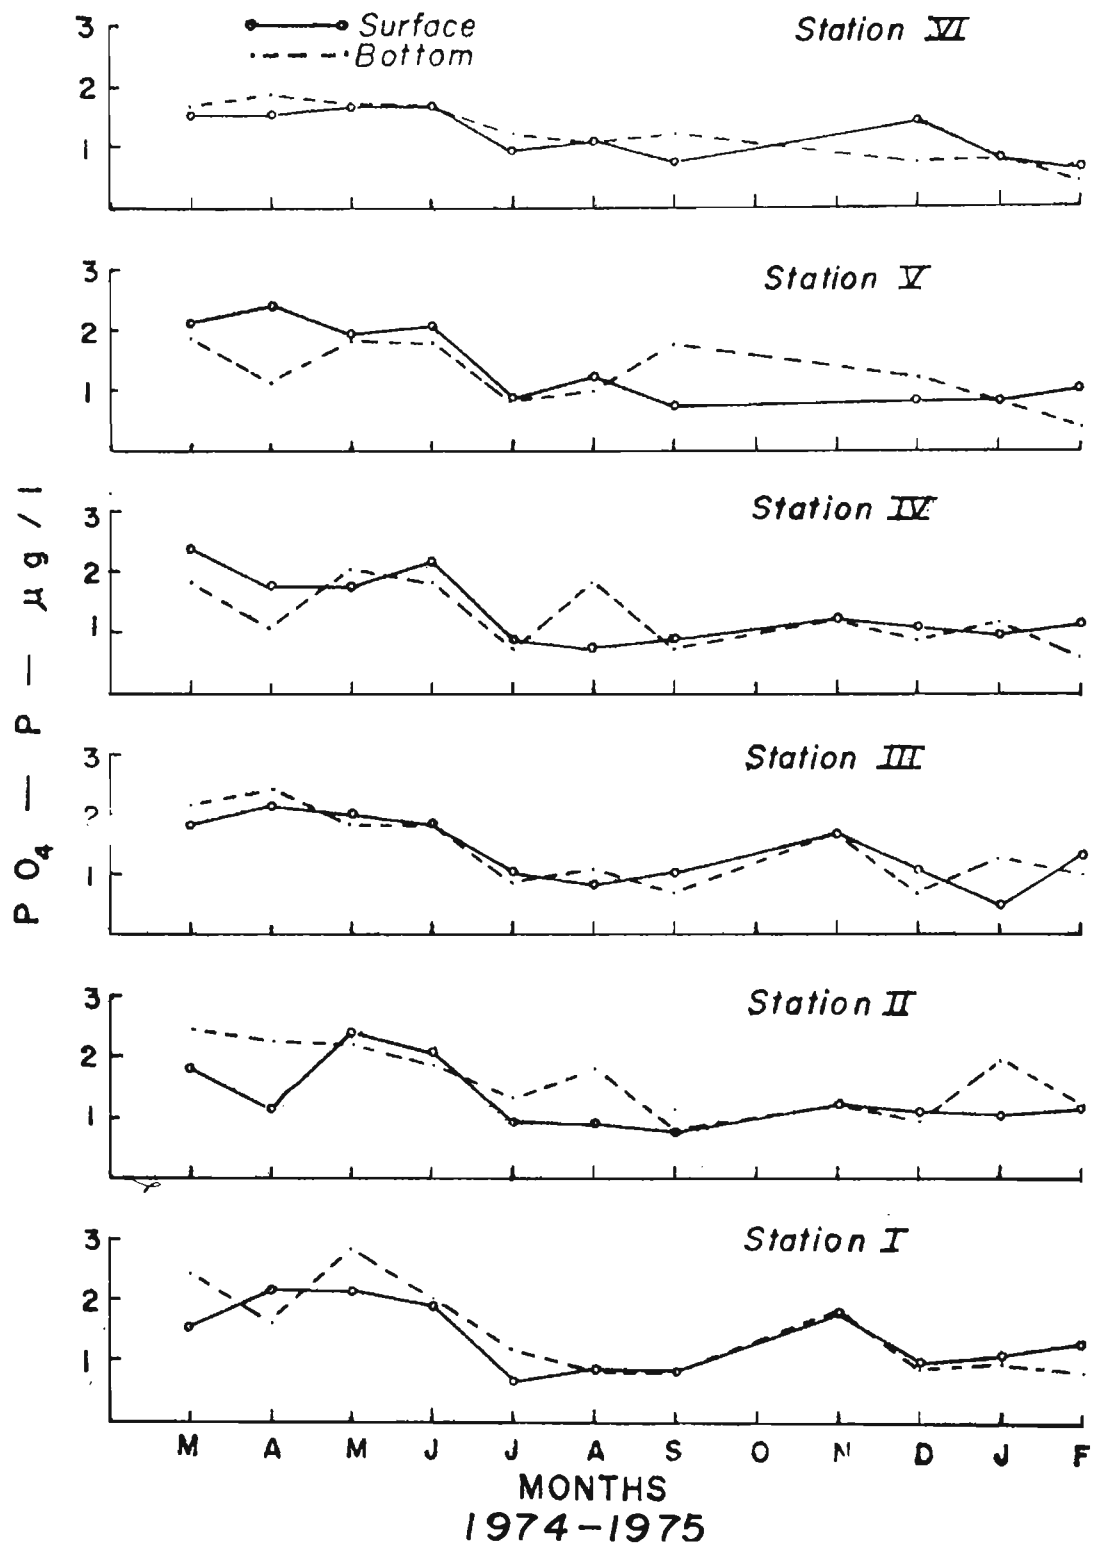 Surface
Bottom
Station VI
3
2
1
Station V
3
2
1
Station IV
3
2
1
Station III
3
2
1
Station II
3
2
1
Station I
3
2
1
PO4 — P — µg / l
M A M J J A S O N D J F
MONTHS
1974-1975